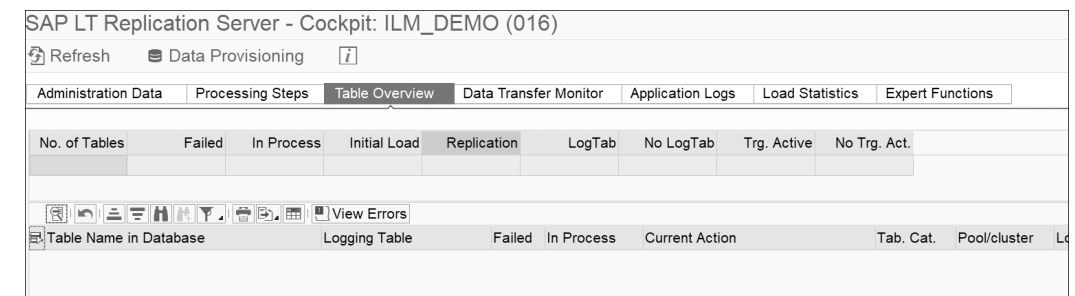 SAP LT Replication Server - Cockpit: ILM_DEMO (016)
Refresh Data Provisioning i
Administration Data Processing Steps Table Overview Data Transfer Monitor Application Logs Load Statistics Expert Functions
No. of Tables Failed In Process Initial Load Replication LogTab No LogTab Trg. Active No Trg. Act.
View Errors
Table Name in Database Logging Table Failed In Process Current Action Tab. Cat. Pool/cluster